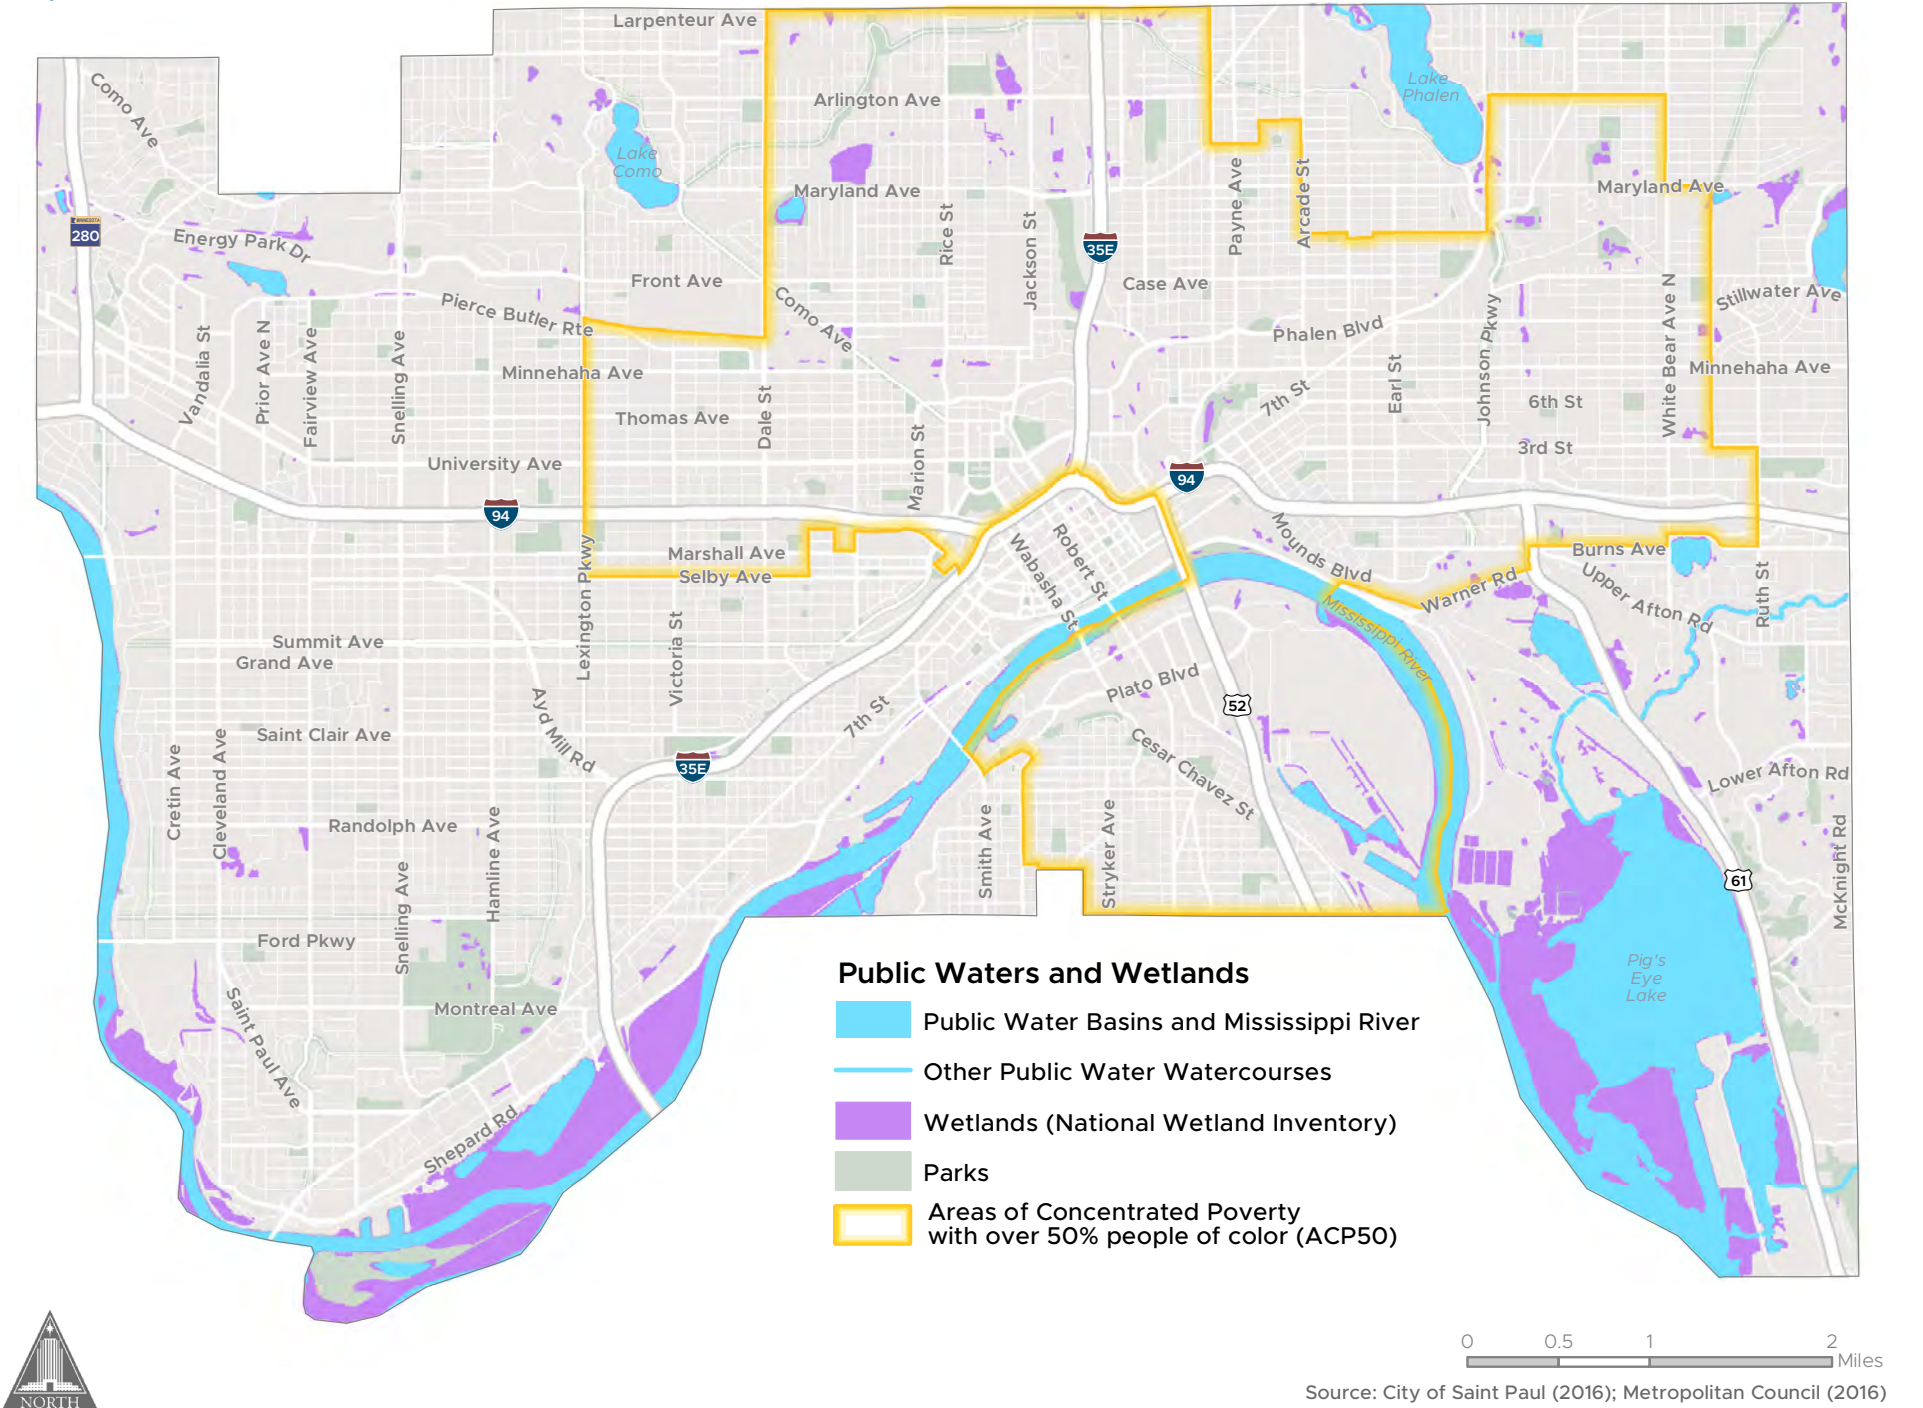 Larpenteur Ave
Como Ave
Arlington Ave
Lake
Phalen
Lake
Como
Maryland Ave
Maryland Ave
MINNESOTA
280
Energy Park Dr
Rice St
Jackson St
35E
Payne Ave
Arcade St
Front Ave
Case Ave
Como Ave
Pierce Butler Rte
Phalen Blvd
Stillwater Ave
Vandalia St
Prior Ave N
Fairview Ave
Snelling Ave
Minnehaha Ave
Minnehaha Ave
Thomas Ave
Dale St
Marion St
7th St
Earl St
Johnson Pkwy
6th St
White Bear Ave N
3rd St
University Ave
94
94
Marshall Ave
Selby Ave
Lexington Pkwy
Robert St
Wabasha St
Mounds Blvd
Burns Ave
Warner Rd
Upper Afton Rd
Ruth St
Mississippi River
Summit Ave
Grand Ave
Victoria St
Ayd Mill Rd
7th St
Plato Blvd
52
Saint Clair Ave
35E
Cesar Chavez St
Lower Afton Rd
Cretin Ave
Cleveland Ave
Randolph Ave
Hamline Ave
Snelling Ave
Smith Ave
Stryker Ave
61
McKnight Rd
Ford Pkwy
Montreal Ave
Saint Paul Ave
Shepard Rd
Pig's
Eye
Lake
Public Waters and Wetlands
Public Water Basins and Mississippi River
Other Public Water Watercourses
Wetlands (National Wetland Inventory)
Parks
Areas of Concentrated Poverty
with over 50% people of color (ACP50)
0 0.5 1 2
Miles
Source: City of Saint Paul (2016); Metropolitan Council (2016)
NORTH